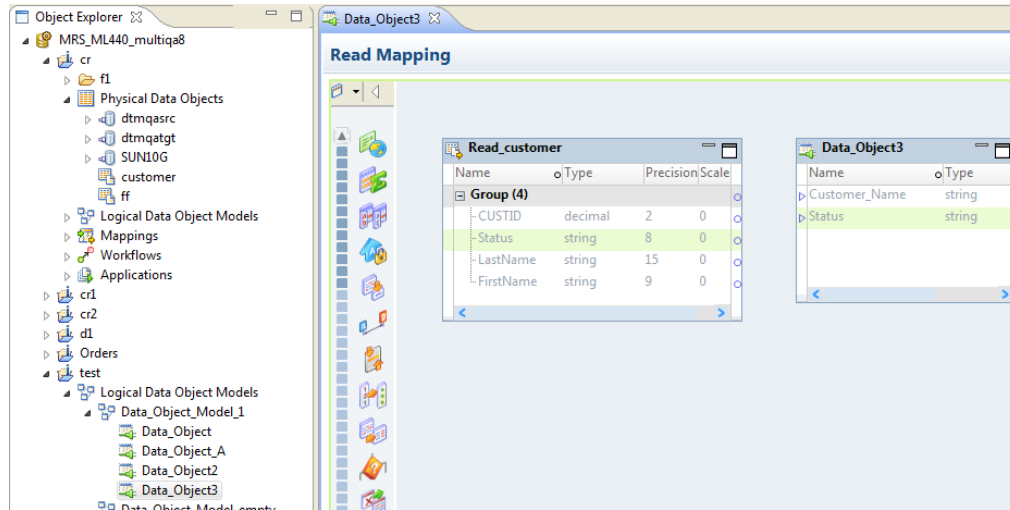 Object Explorer
MRS_ML440_multiqa8
cr
f1
Physical Data Objects
dtmqasrc
dtmqatgt
SUN10G
customer
ff
Logical Data Object Models
Mappings
Workflows
Applications
cr1
cr2
d1
Orders
test
Logical Data Object Models
Data_Object_Model_1
Data_Object
Data_Object_A
Data_Object2
Data_Object3
Data_Object_Model_empty
Data_Object3
Read Mapping
Read_customer
Name Type Precision Scale
Group (4)
CUSTID decimal 2 0
Status string 8 0
LastName string 15 0
FirstName string 9 0
Data_Object3
Name Type
Customer_Name string
Status string